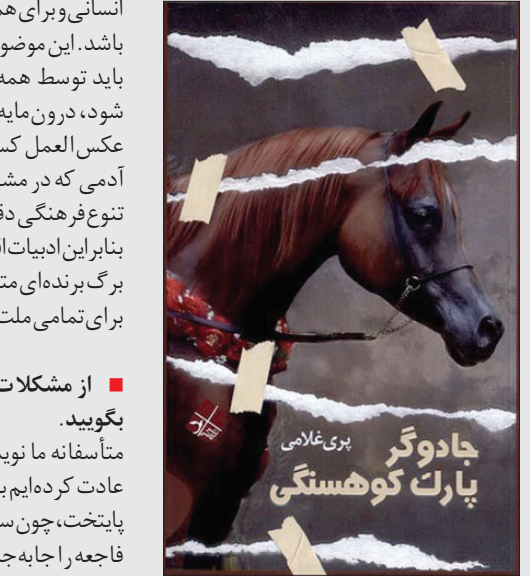 انسانی و برای هم
باشد. این موضو
باید توسط همه
شود، درون‌مایه
عکس‌العمل کس
آدمی که در مش
تنوع فرهنگی دق
بنابراین ادبیات ال
برگ برنده‌ای مت
برای تمامی ملت
از مشکلات
بگویید.
متأسفانه ما نوی
عادت کرده‌ایم ب
پایتخت، چون س
فاجعه را جابه‌ج
پری غلامی
جادوگر
پارک کوهسنگی